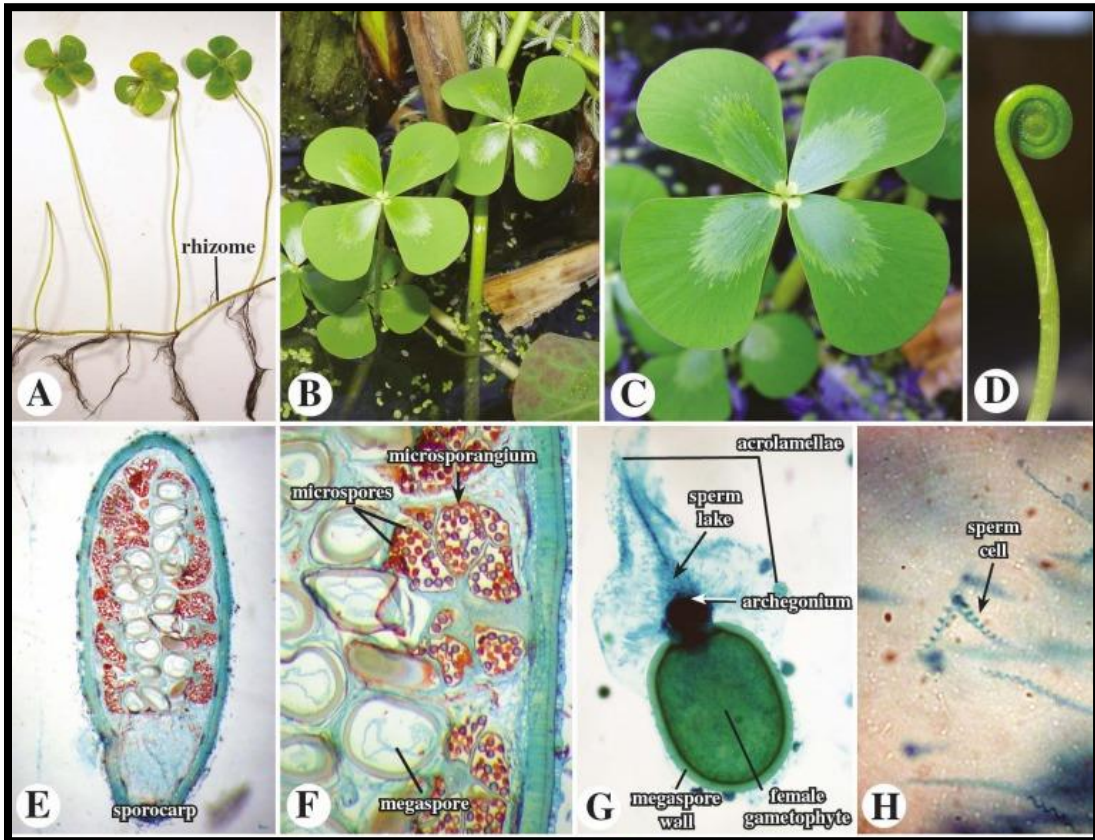 rhizome
A
B
C
D
sporocarp
E
microsporangium
microspores
megaspore
F
acrolamellae
sperm
lake
archegonium
megaspore
wall
female
gametophyte
G
sperm
cell
H